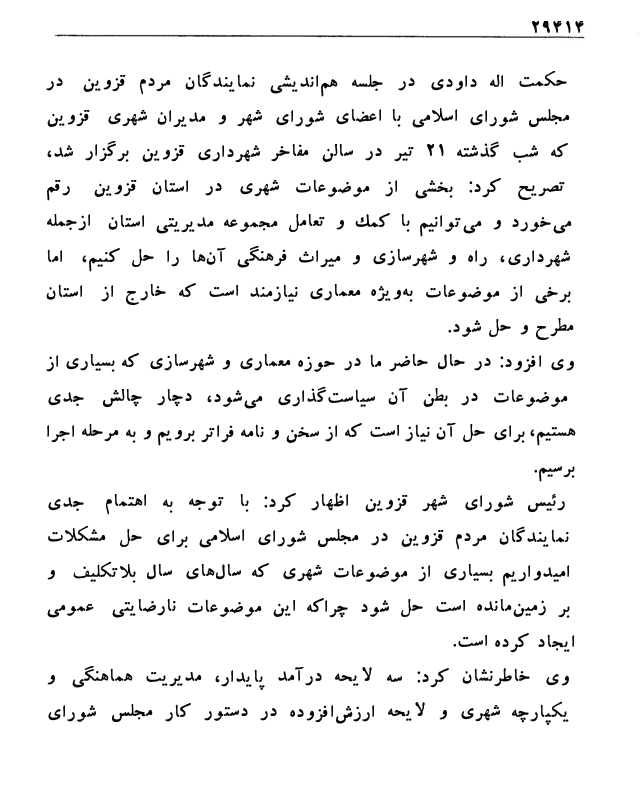 ۲۹۴۱۴
حکمت اله داودی در جلسه هم‌اندیشی نمایندگان مردم قزوین در
مجلس شورای اسلامی با اعضای شورای شهر و مدیران شهری قزوین
که شب گذشته ۲۱ تیر در سالن مفاخر شهرداری قزوین برگزار شد،
تصریح کرد: بخشی از موضوعات شهری در استان قزوین رقم
می‌خورد و می‌توانیم با کمك و تعامل مجموعه مدیریتی استان ازجمله
شهرداری، راه و شهرسازی و میراث فرهنگی آن‌ها را حل کنیم، اما
برخی از موضوعات به‌ویژه معماری نیازمند است که خارج از استان
مطرح و حل شود.
وی افزود: در حال حاضر ما در حوزه معماری و شهرسازی که بسیاری از
موضوعات در بطن آن سیاست‌گذاری می‌شود، دچار چالش جدی
هستیم، برای حل آن نیاز است که از سخن و نامه فراتر برویم و به مرحله اجرا
برسیم.
رئیس شورای شهر قزوین اظهار کرد: با توجه به اهتمام جدی
نمایندگان مردم قزوین در مجلس شورای اسلامی برای حل مشکلات
امیدواریم بسیاری از موضوعات شهری که سال‌های سال بلاتکلیف و
بر زمین‌مانده است حل شود چراکه این موضوعات نارضایتی عمومی
ایجاد کرده است.
وی خاطرنشان کرد: سه لایحه درآمد پایدار، مدیریت هماهنگی و
یکپارچه شهری و لایحه ارزش‌افزوده در دستور کار مجلس شورای